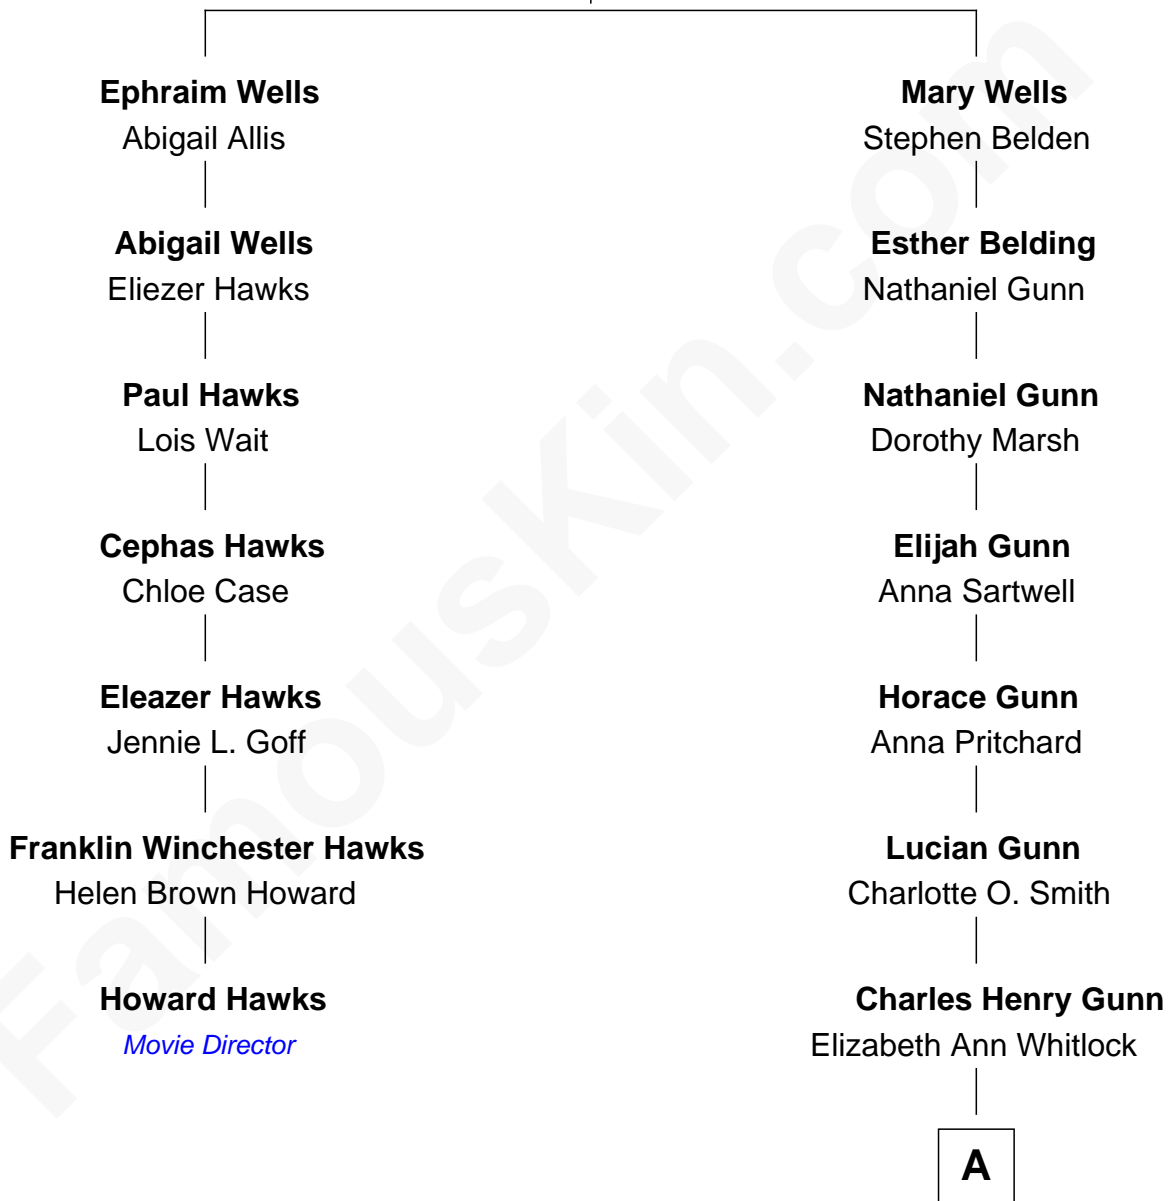 Ephraim Wells
Abigail Allis
Abigail Wells
Eliezer Hawks
Paul Hawks
Lois Wait
Cephas Hawks
Chloe Case
Eleazer Hawks
Jennie L. Goff
Franklin Winchester Hawks
Helen Brown Howard
Howard Hawks
Movie Director
Mary Wells
Stephen Belden
Esther Belding
Nathaniel Gunn
Nathaniel Gunn
Dorothy Marsh
Elijah Gunn
Anna Sartwell
Horace Gunn
Anna Pritchard
Lucian Gunn
Charlotte O. Smith
Charles Henry Gunn
Elizabeth Ann Whitlock
A
FamousKin.com